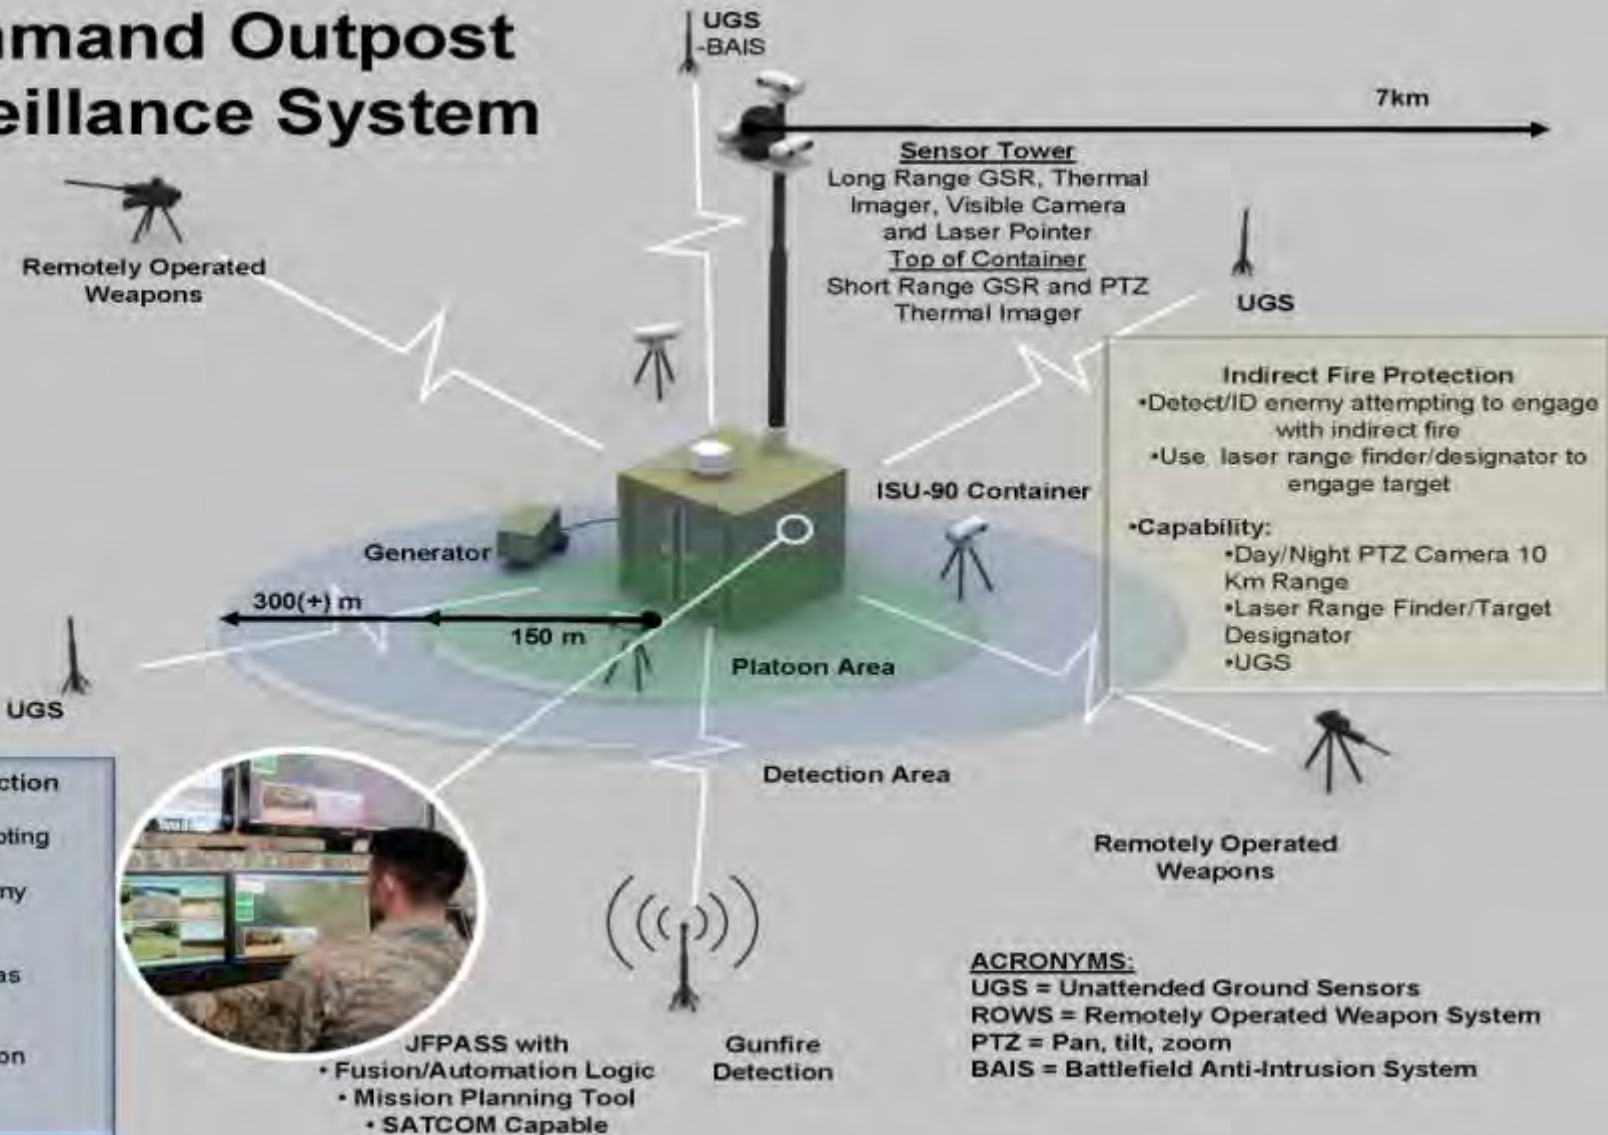 mmand Outpost
eillance System
UGS
-BAIS
7km
Sensor Tower
Long Range GSR, Thermal
Imager, Visible Camera
and Laser Pointer
Top of Container
Short Range GSR and PTZ
Thermal Imager
Remotely Operated
Weapons
UGS
Indirect Fire Protection
•Detect/ID enemy attempting to engage
with indirect fire
•Use laser range finder/designator to
engage target
•Capability:
•Day/Night PTZ Camera 10
Km Range
•Laser Range Finder/Target
Designator
•UGS
ISU-90 Container
Generator
300(+) m
150 m
Platoon Area
UGS
Detection Area
ction
pting
my
as
on
Remotely Operated
Weapons
JFPASS with
• Fusion/Automation Logic
• Mission Planning Tool
• SATCOM Capable
Gunfire
Detection
ACRONYMS:
UGS = Unattended Ground Sensors
ROWS = Remotely Operated Weapon System
PTZ = Pan, tilt, zoom
BAIS = Battlefield Anti-Intrusion System